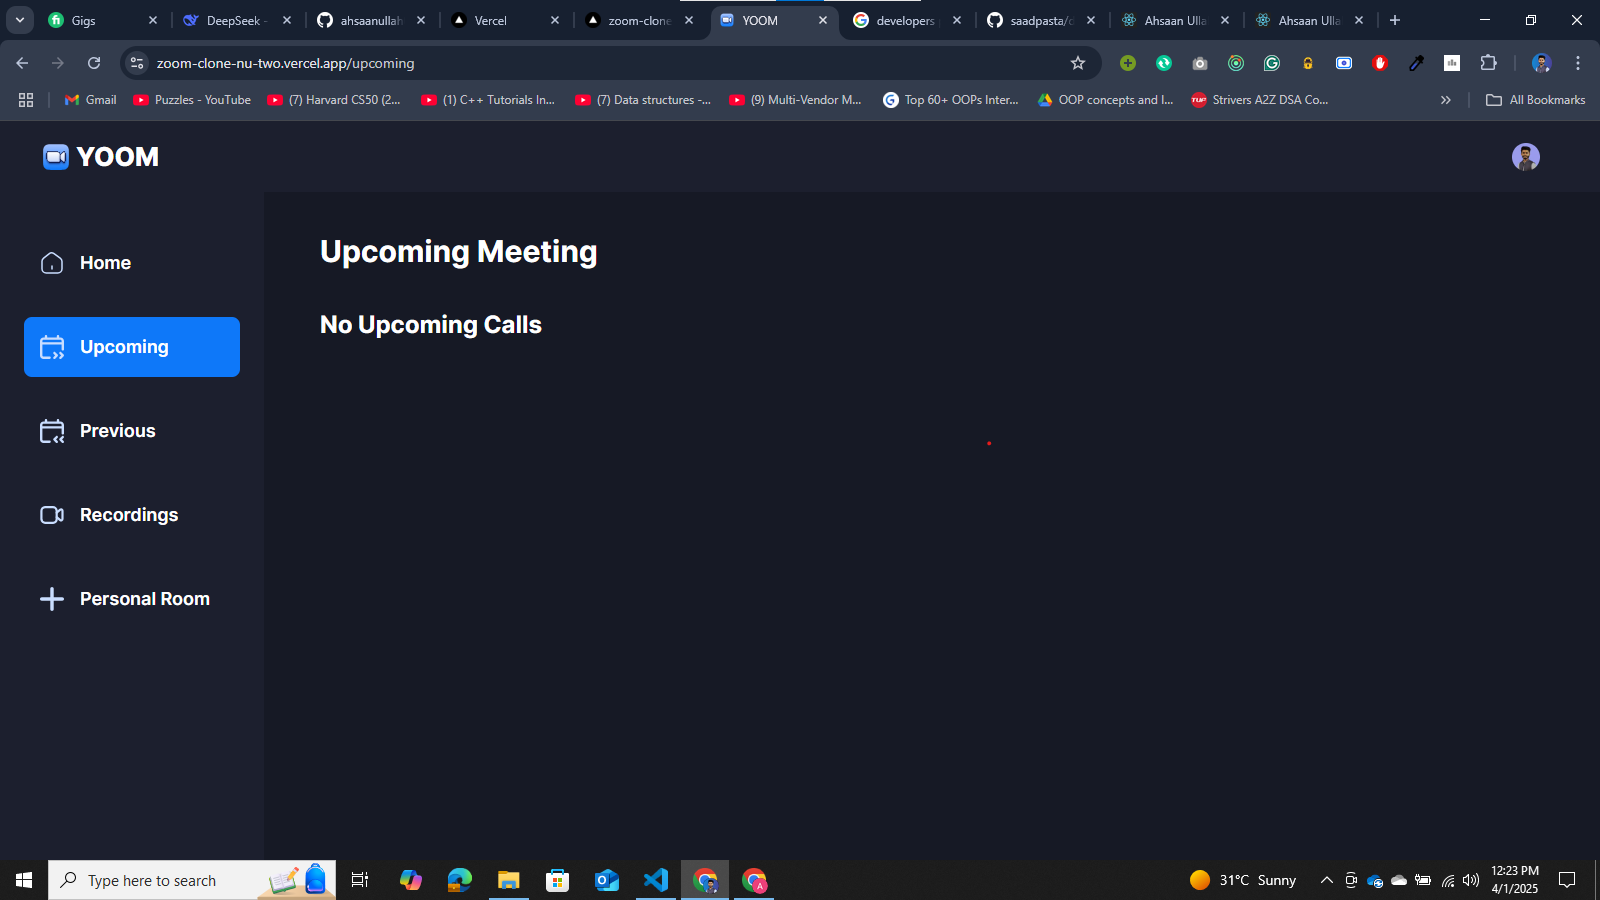 Gigs
DeepSeek -
ahsaanullah
Vercel
zoom-clone
YOOM
developers
saadpasta/d
Ahsaan Ulla
Ahsaan Ulla
zoom-clone-nu-two.vercel.app/upcoming
Gmail
Puzzles - YouTube
(7) Harvard CS50 (2...
(1) C++ Tutorials In...
(7) Data structures -...
(9) Multi-Vendor M...
Top 60+ OOPs Inter...
OOP concepts and I...
TUF
Strivers A2Z DSA Co...
All Bookmarks
YOOM
Home
Upcoming
Previous
Recordings
Personal Room
Upcoming Meeting
No Upcoming Calls
Type here to search
A
31°C Sunny
12:23 PM
4/1/2025